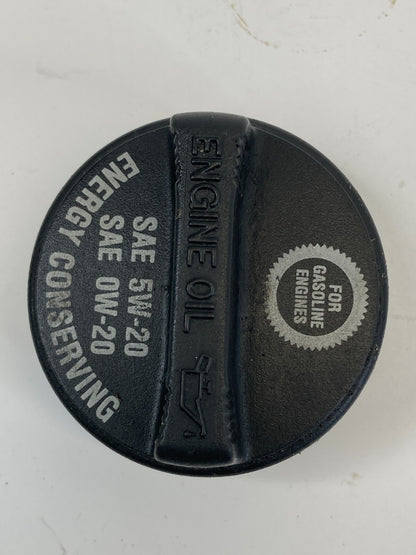 ENERGY CONSERVING
SAE 5W-20
SAE 0W-20
ENGINE OIL
FOR
GASOLINE
ENGINES